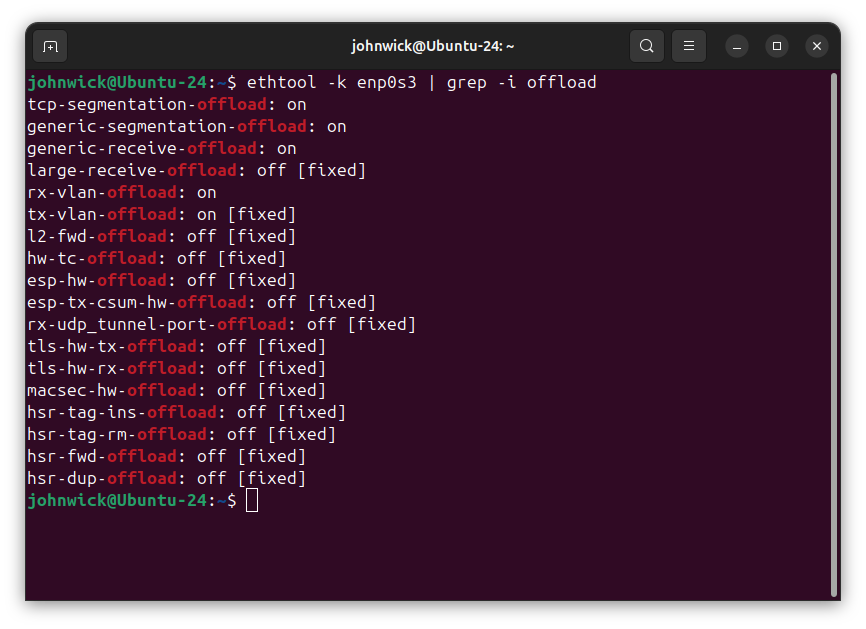 johnwick@Ubuntu-24: ~
johnwick@Ubuntu-24:~$ ethtool -k enp0s3 | grep -i offload
tcp-segmentation-offload: on
generic-segmentation-offload: on
generic-receive-offload: on
large-receive-offload: off [fixed]
rx-vlan-offload: on
tx-vlan-offload: on [fixed]
l2-fwd-offload: off [fixed]
hw-tc-offload: off [fixed]
esp-hw-offload: off [fixed]
esp-tx-csum-hw-offload: off [fixed]
rx-udp_tunnel-port-offload: off [fixed]
tls-hw-tx-offload: off [fixed]
tls-hw-rx-offload: off [fixed]
macsec-hw-offload: off [fixed]
hsr-tag-ins-offload: off [fixed]
hsr-tag-rm-offload: off [fixed]
hsr-fwd-offload: off [fixed]
hsr-dup-offload: off [fixed]
johnwick@Ubuntu-24:~$